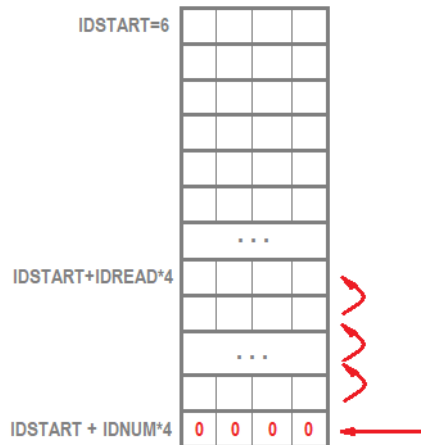 IDSTART=6
...
IDSTART+IDREAD*4
...
IDSTART + IDNUM*4 0 0 0 0